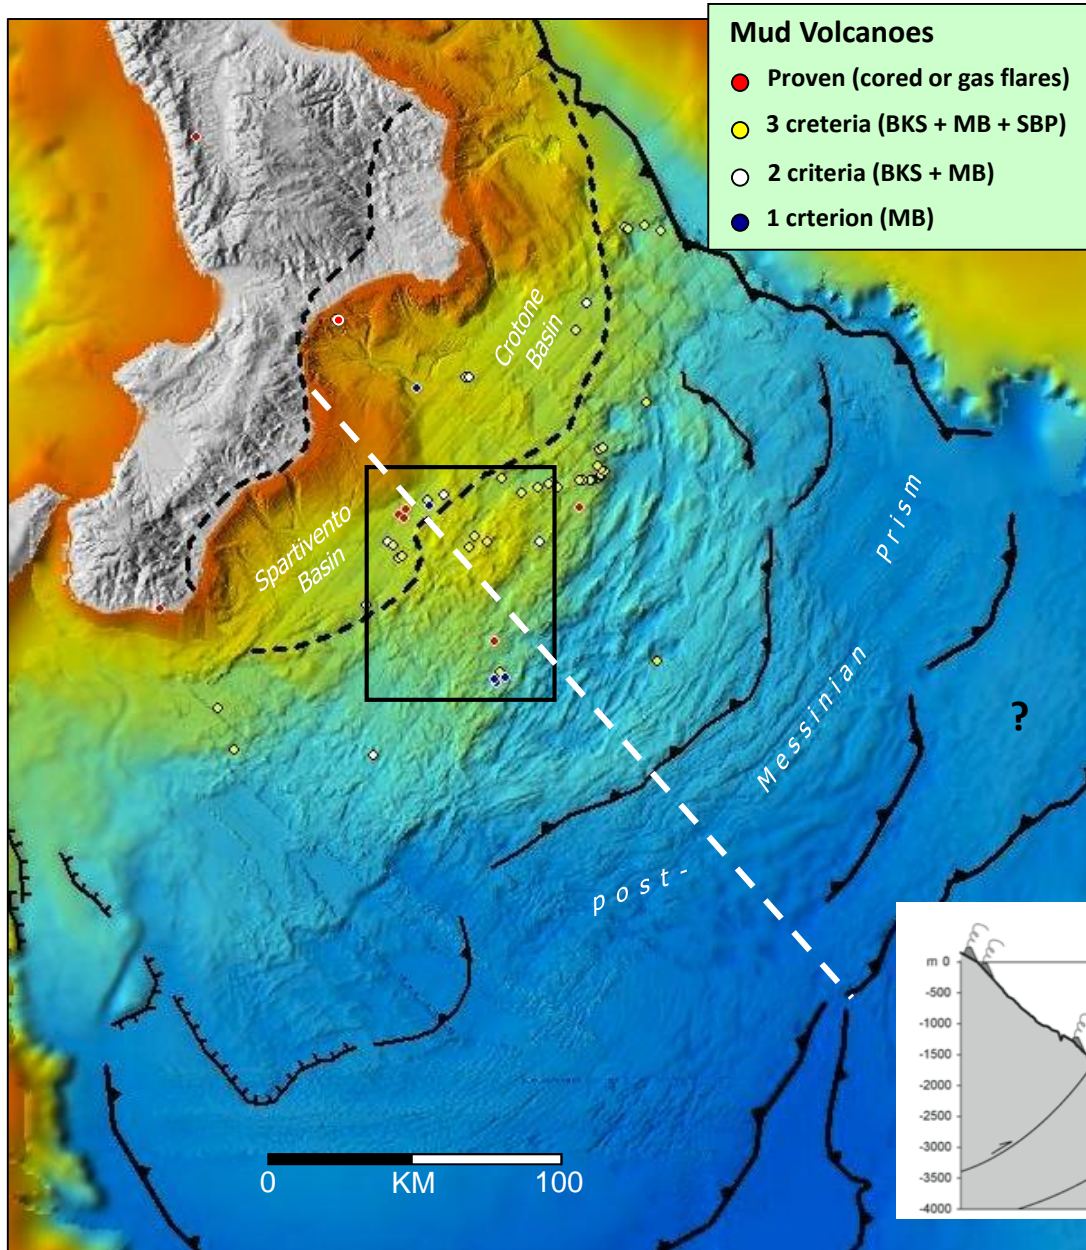 Mud Volcanoes
Proven (cored or gas flares)
3 creteria (BKS + MB + SBP)
2 criteria (BKS + MB)
1 crterion (MB)
Crotone
Basin
Spartivento
Basin
Prism
Messinian
post-
?
m 0
-500
-1000
-1500
-2000
-2500
-3000
-3500
-4000
0 KM 100